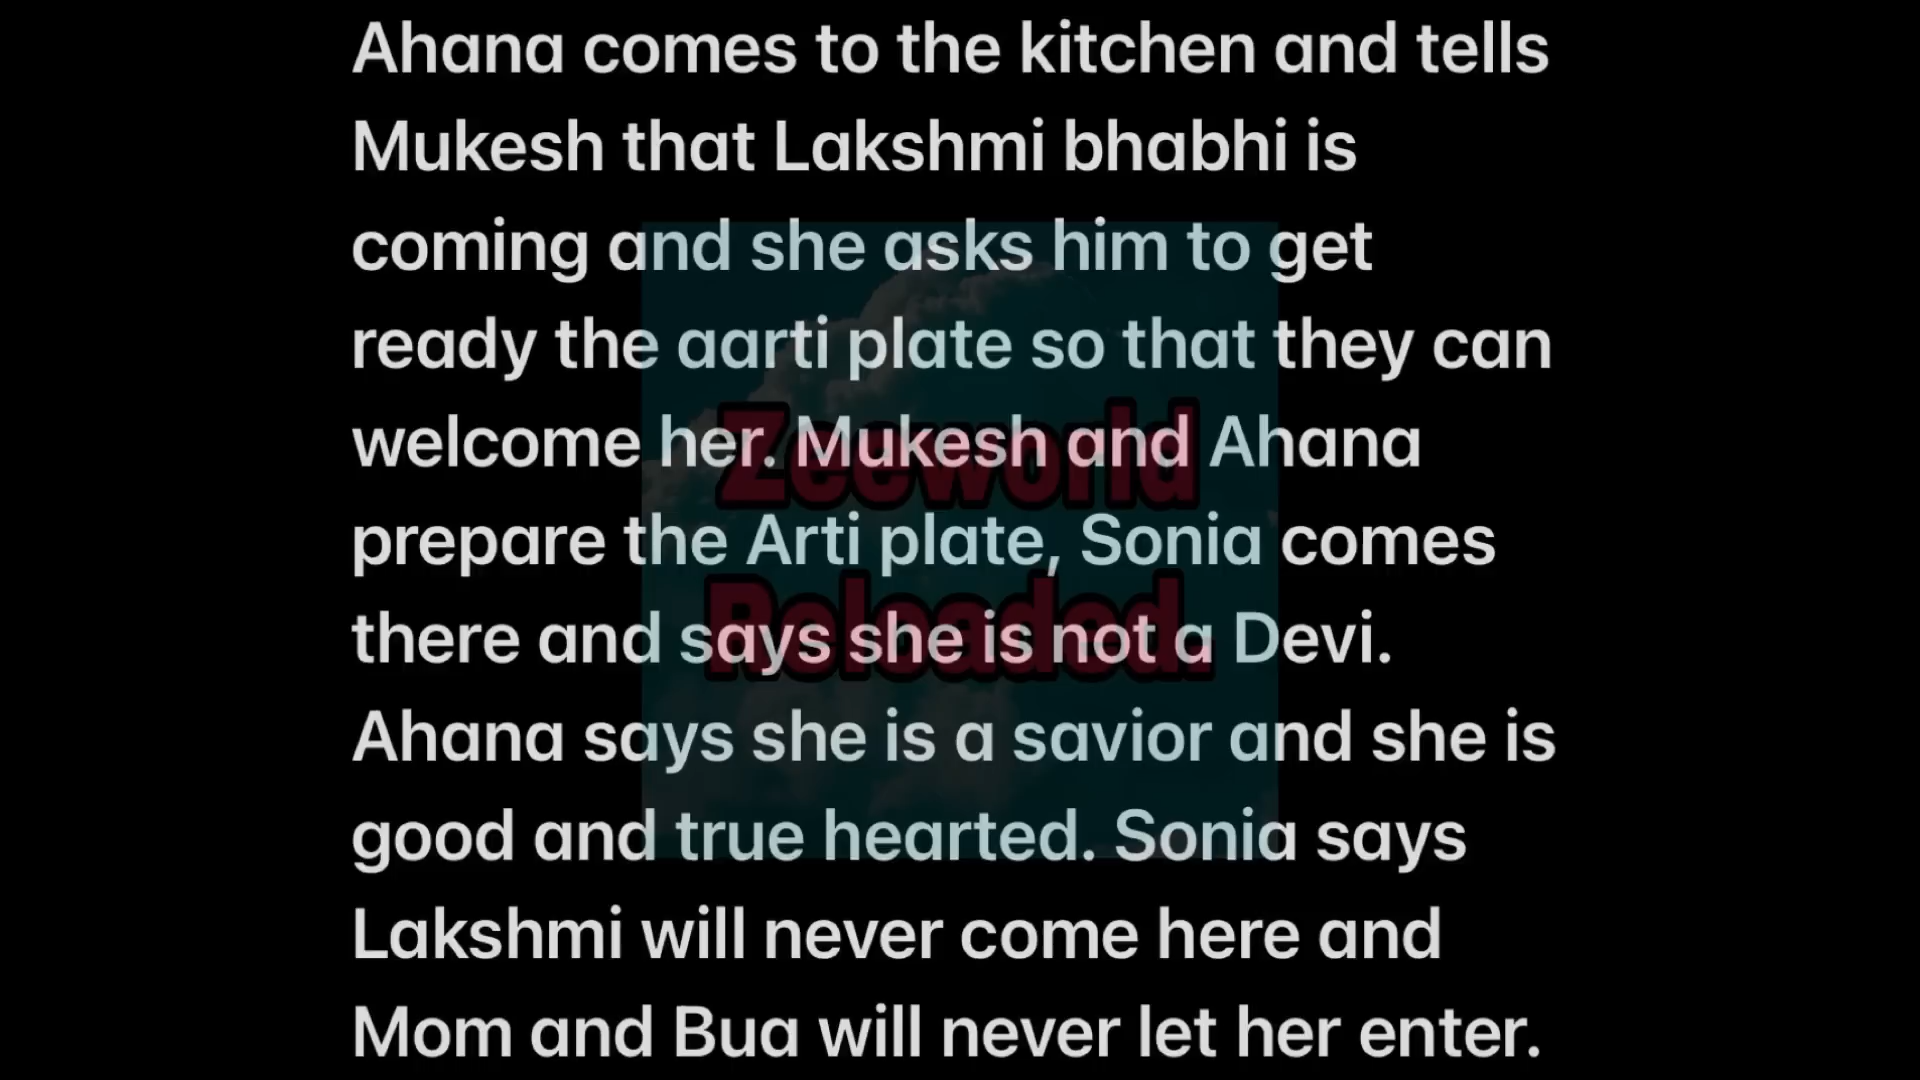 Ahana comes to the kitchen and tells
Mukesh that Lakshmi bhabhi is
coming and she asks him to get
ready the aarti plate so that they can
welcome her. Mukesh and Ahana
prepare the Arti plate, Sonia comes
there and says she is not a Devi.
Ahana says she is a savior and she is
good and true hearted. Sonia says
Lakshmi will never come here and
Mom and Bua will never let her enter.
Zeeworld
Reloaded.